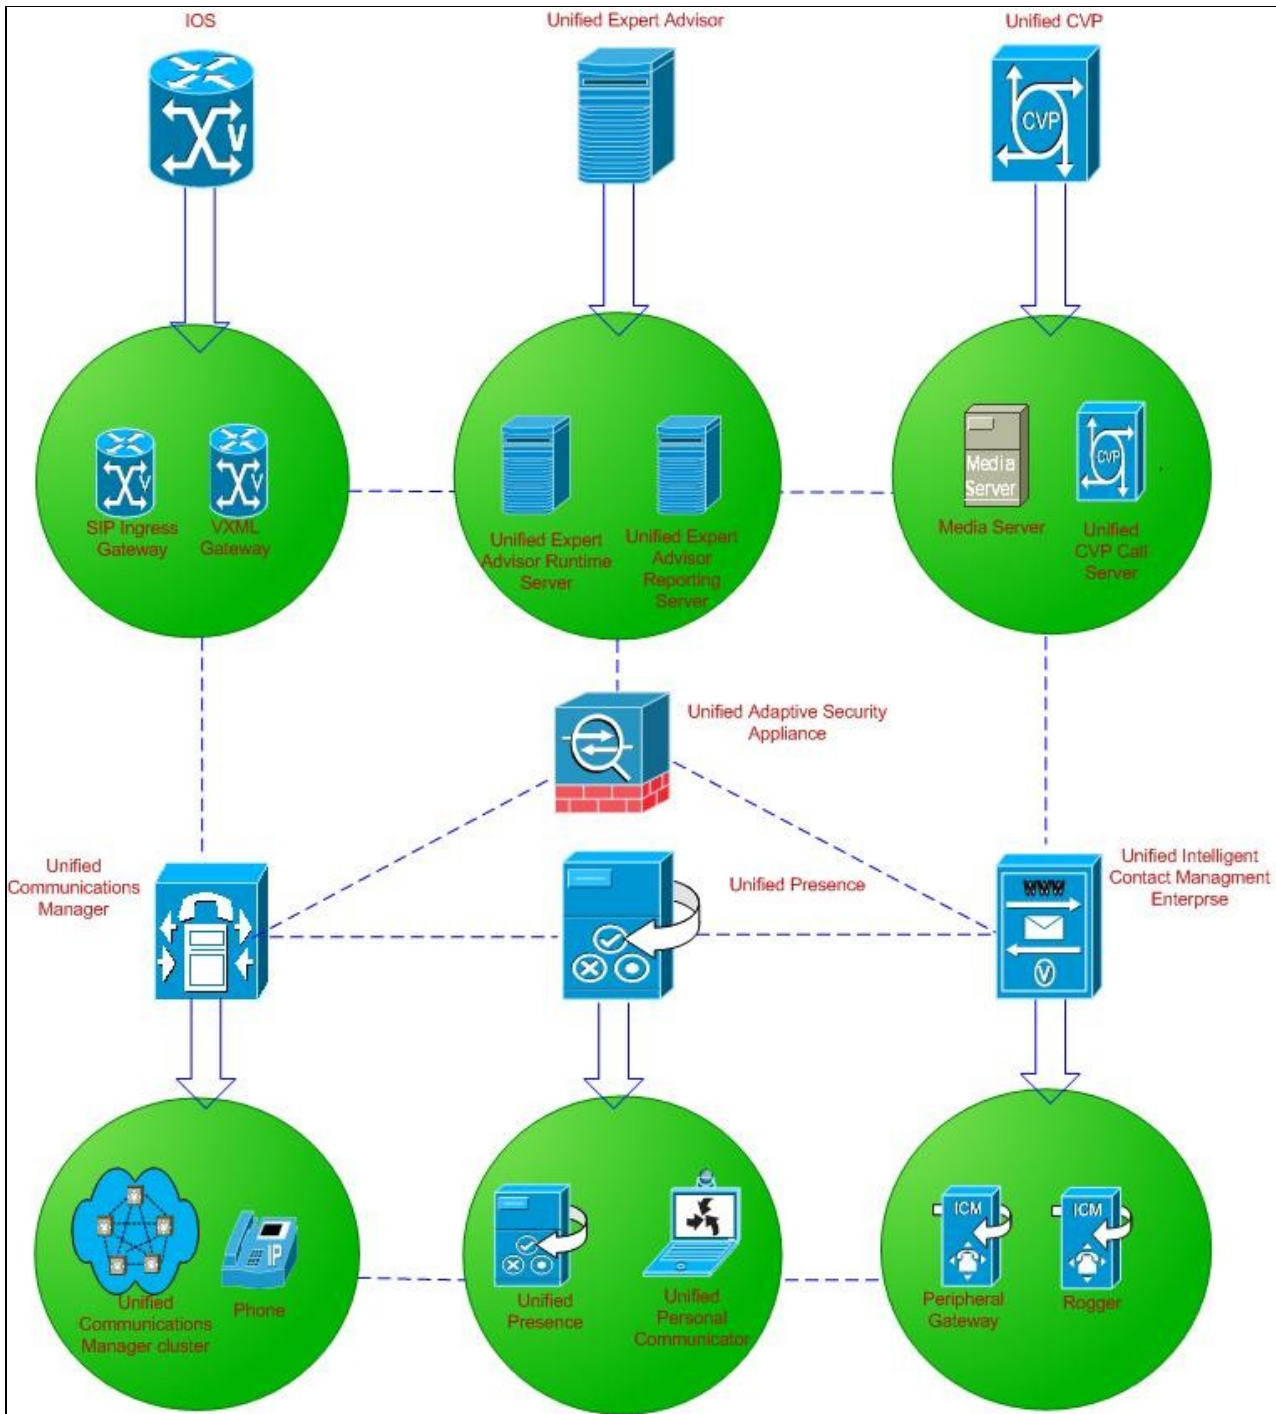 IOS
Unified Expert Advisor
Unified CVP
V
CVP
V
V
SIP Ingress
Gateway
VXML
Gateway
Unified Expert
Advisor Runtime
Server
Unified Expert
Advisor
Reporting
Server
Media
Server
Media Server
CVP
Unified
CVP Call
Server
Unified Adaptive Security
Appliance
Unified
Communications
Manager
Unified Presence
Unified Intelligent
Contact Managment
Enterprse
WWW
V
Unified
Communications
Manager cluster
IP
Phone
Unified
Presence
Unified
Personal
Communicator
ICM
Peripheral
Gateway
ICM
Rogger